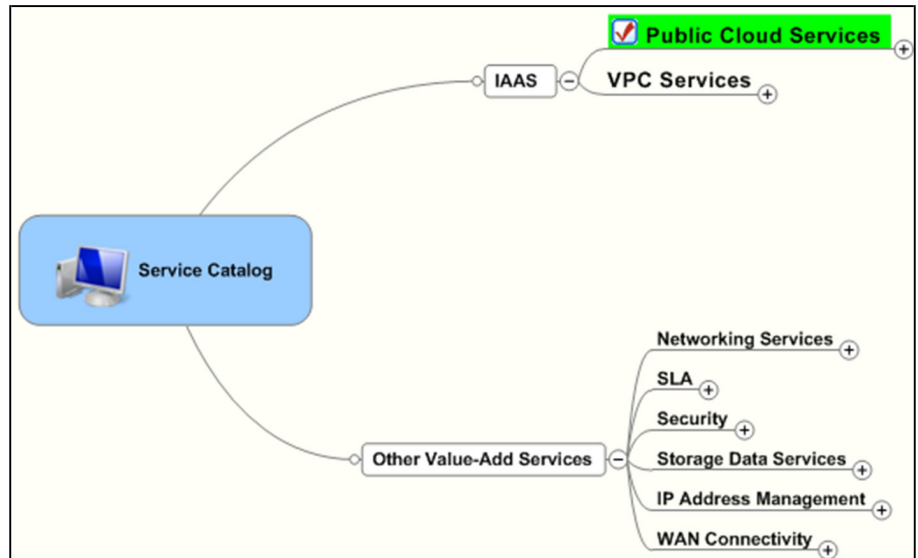 Public Cloud Services
IAAS
VPC Services
Service Catalog
Networking Services
SLA
Security
Other Value-Add Services
Storage Data Services
IP Address Management
WAN Connectivity